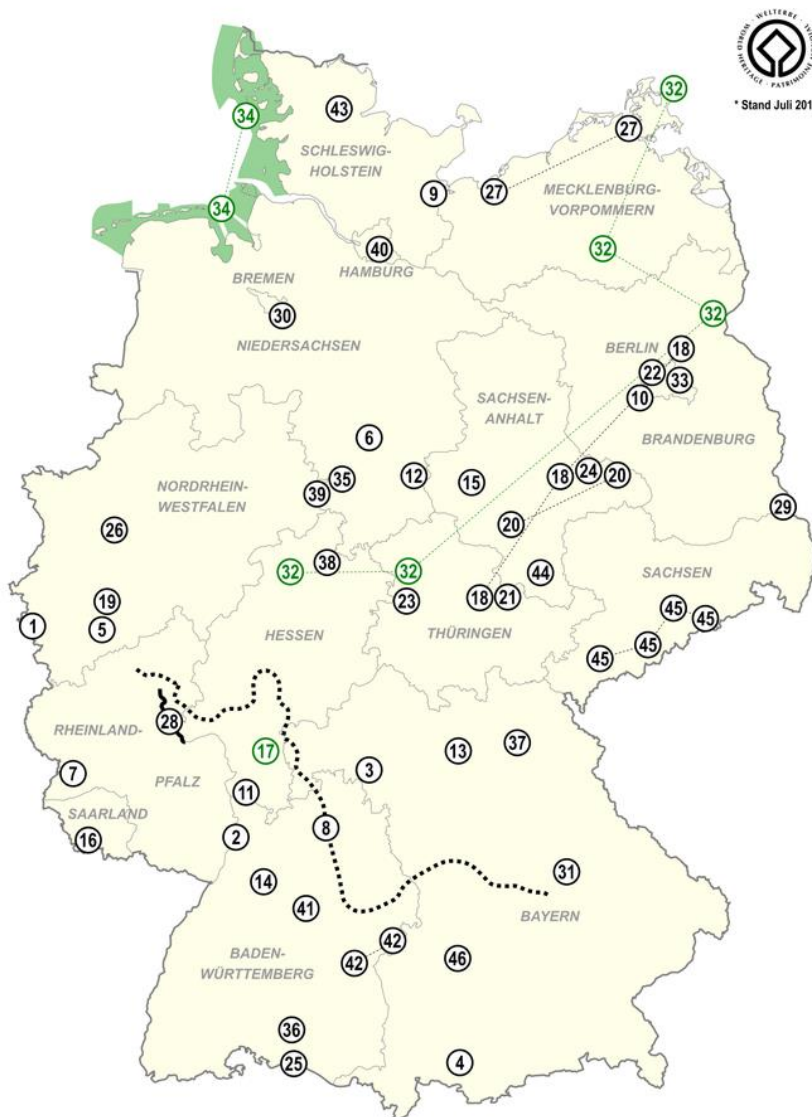 WORLD HERITAGE · WELTERBE · PATRIMOINE
* Stand Juli 201
32
34
43
27
SCHLESWIG-
HOLSTEIN
9
27
MECKLENBURG-
VORPOMMERN
34
40
32
HAMBURG
BREMEN
30
32
NIEDERSACHSEN
BERLIN
18
22
33
10
SACHSEN-
ANHALT
BRANDENBURG
6
35
12
15
18
24
20
39
NORDRHEIN-
WESTFALEN
29
26
20
38
32
32
44
SACHSEN
19
23
18
21
45
45
1
5
HESSEN
THÜRINGEN
45
45
28
RHEINLAND-
PFALZ
17
13
37
7
3
11
SAARLAND
16
2
8
31
14
41
BAYERN
42
BADEN-
WÜRTTEMBERG
42
46
36
25
4